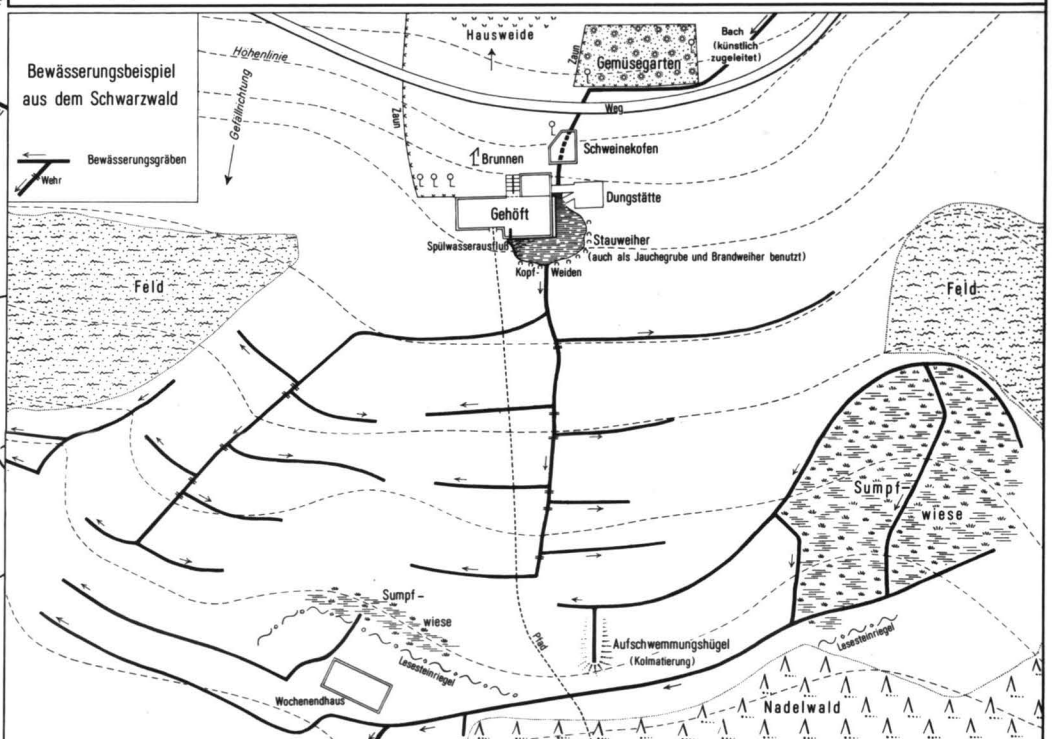 Bewässerungsbeispiel
aus dem Schwarzwald
Bewässerungsgräben
Wehr
Höhenlinie
Gefällrichtung
Zaun
Hausweide
Zaun
Gemüsegarten
Bach
(künstlich
zugeleitet)
Weg
Schweinekofen
Brunnen
Dungstätte
Gehöft
Spülwasserausfluß
Stauweiher
(auch als Jauchegrube und Brandweiher benutzt)
Kopf- Weiden
Feld
Feld
Sumpf-
wiese
Sumpf-
wiese
Lesesteinriegel
Pfad
Aufschwemmungshügel
(Kolmatierung)
Lesesteinriegel
Wochenendhaus
Nadelwald